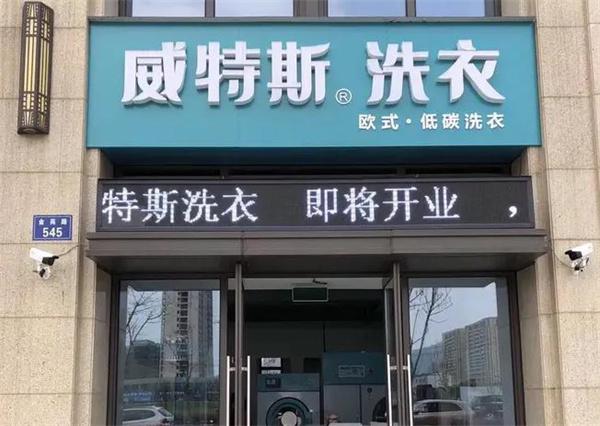 威特斯® 洗衣
欧式·低碳洗衣
特斯洗衣 即将开业 ，
545